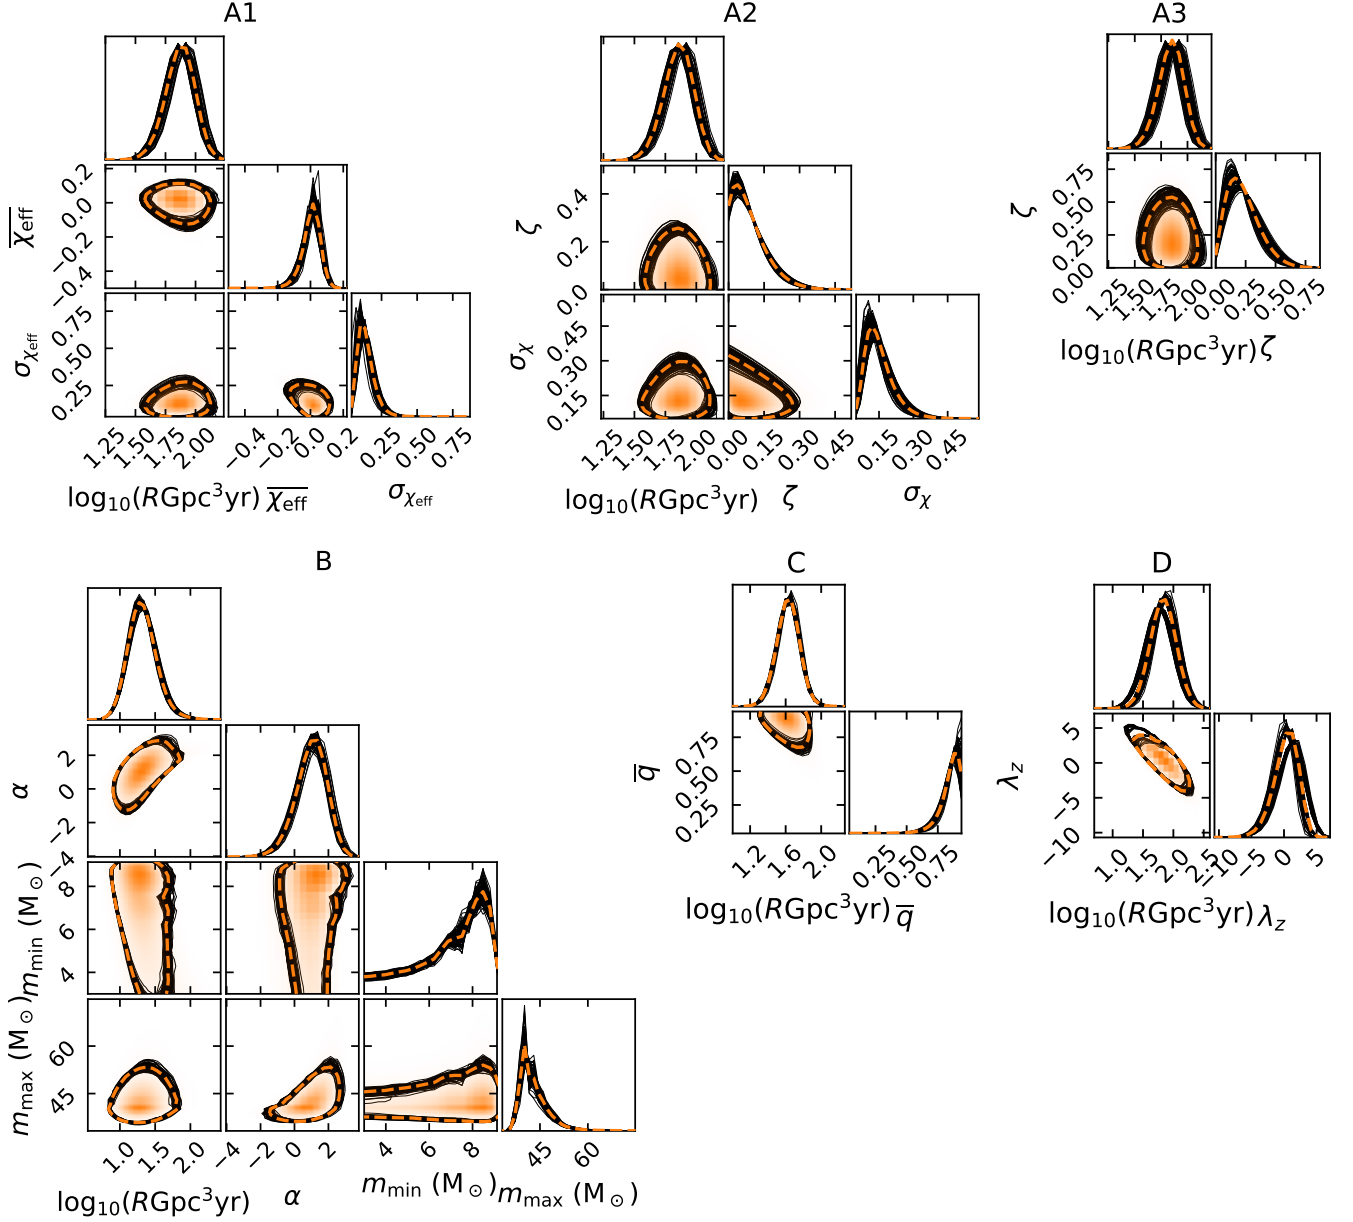 A1
A2
A3
0.2
0.0
−0.2
−0.4
χeff
0.75
0.50
0.25
σχeff
1.25
1.50
1.75
2.00
−0.4
−0.2
−0.0
0.2
0.25
0.50
0.75
log10(RGpc³yr)
χeff
σχeff
0.4
0.2
0.0
ζ
0.45
0.30
0.15
σχ
1.25
1.50
1.75
2.00
0.00
0.15
0.30
0.45
0.15
0.30
0.45
log10(RGpc³yr)
ζ
σχ
0.75
0.50
0.25
0.00
ζ
1.25
1.50
1.75
2.00
0.00
0.25
0.50
0.75
log10(RGpc³yr)
ζ
B
C
D
2
0
−2
−4
α
8
6
4
mmin (M⊙)
60
45
mmax (M⊙)
1.0
1.5
2.0
−4
−2
0
2
4
6
8
45
60
log10(RGpc³yr)
α
mmin (M⊙)
mmax (M⊙)
0.75
0.50
0.25
q
1.2
1.6
2.0
0.25
0.50
0.75
log10(RGpc³yr)
q
5
0
−5
−10
λz
1.0
1.5
2.0
2.5
−10
−5
0
5
log10(RGpc³yr)
λz